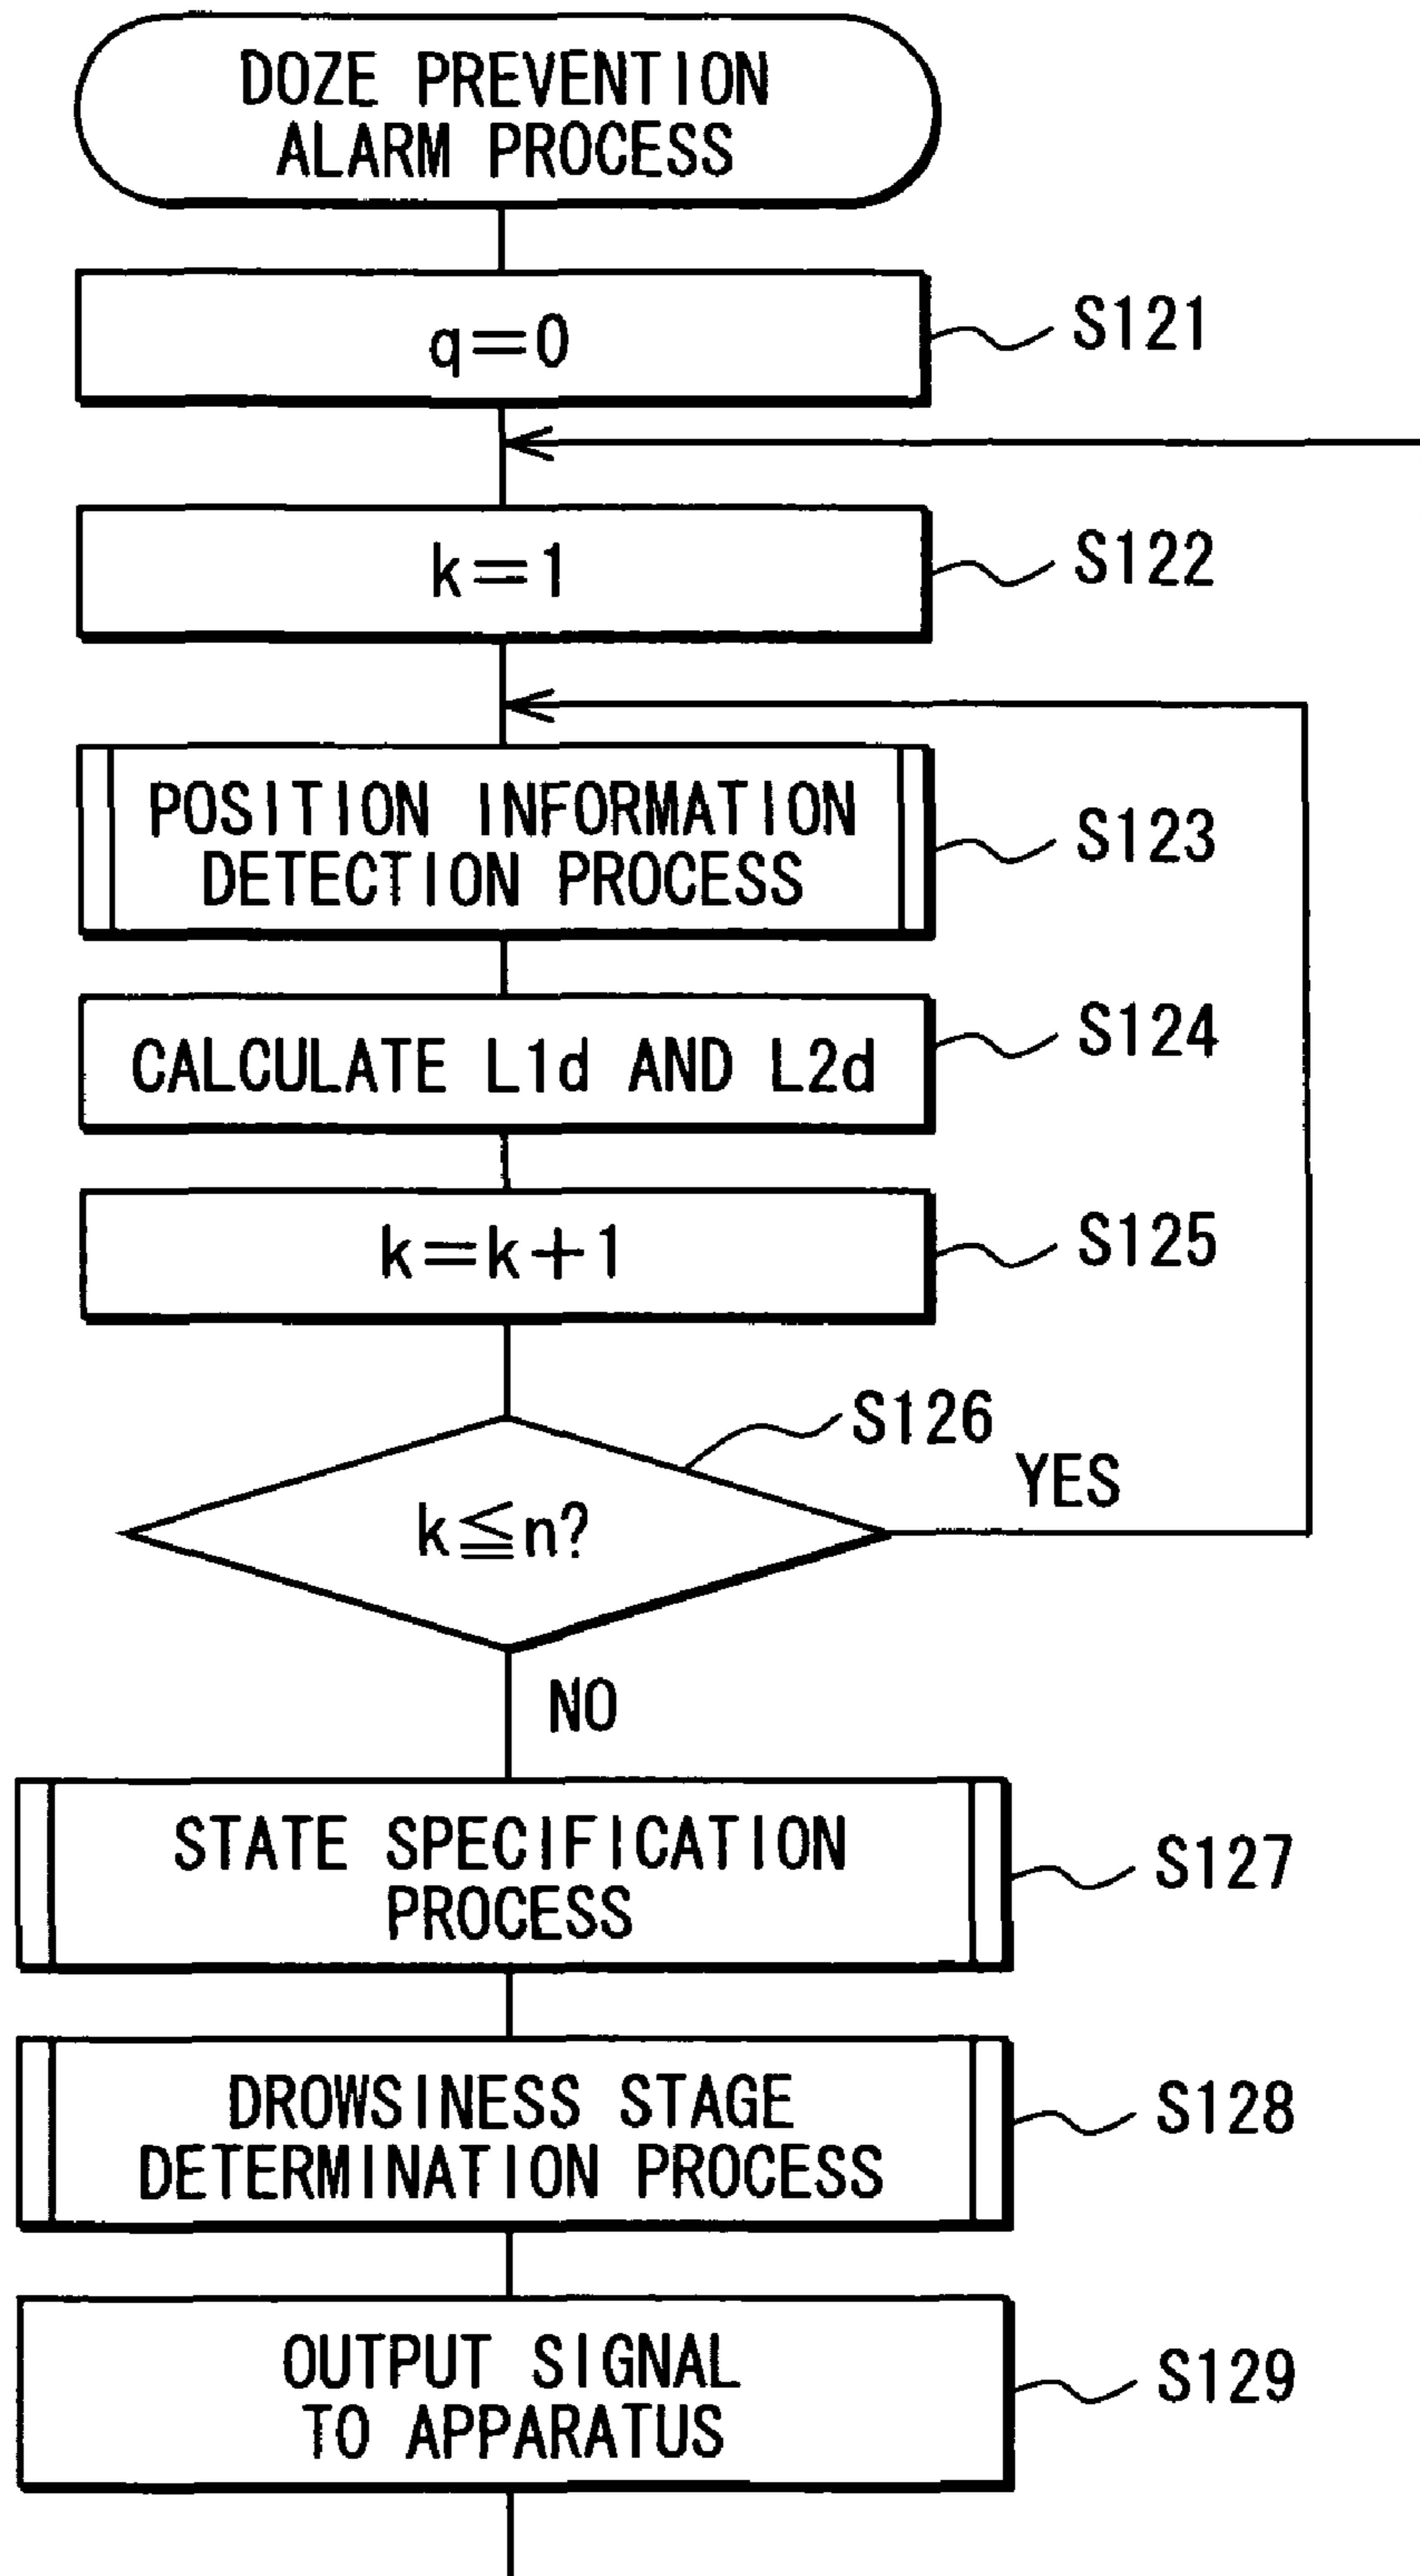 DOZE PREVENTION
ALARM PROCESS
q=0
S121
k=1
S122
POSITION INFORMATION
DETECTION PROCESS
S123
CALCULATE L1d AND L2d
S124
k=k+1
S125
S126
k≦n?
YES
NO
STATE SPECIFICATION
PROCESS
S127
DROWSINESS STAGE
DETERMINATION PROCESS
S128
OUTPUT SIGNAL
TO APPARATUS
S129